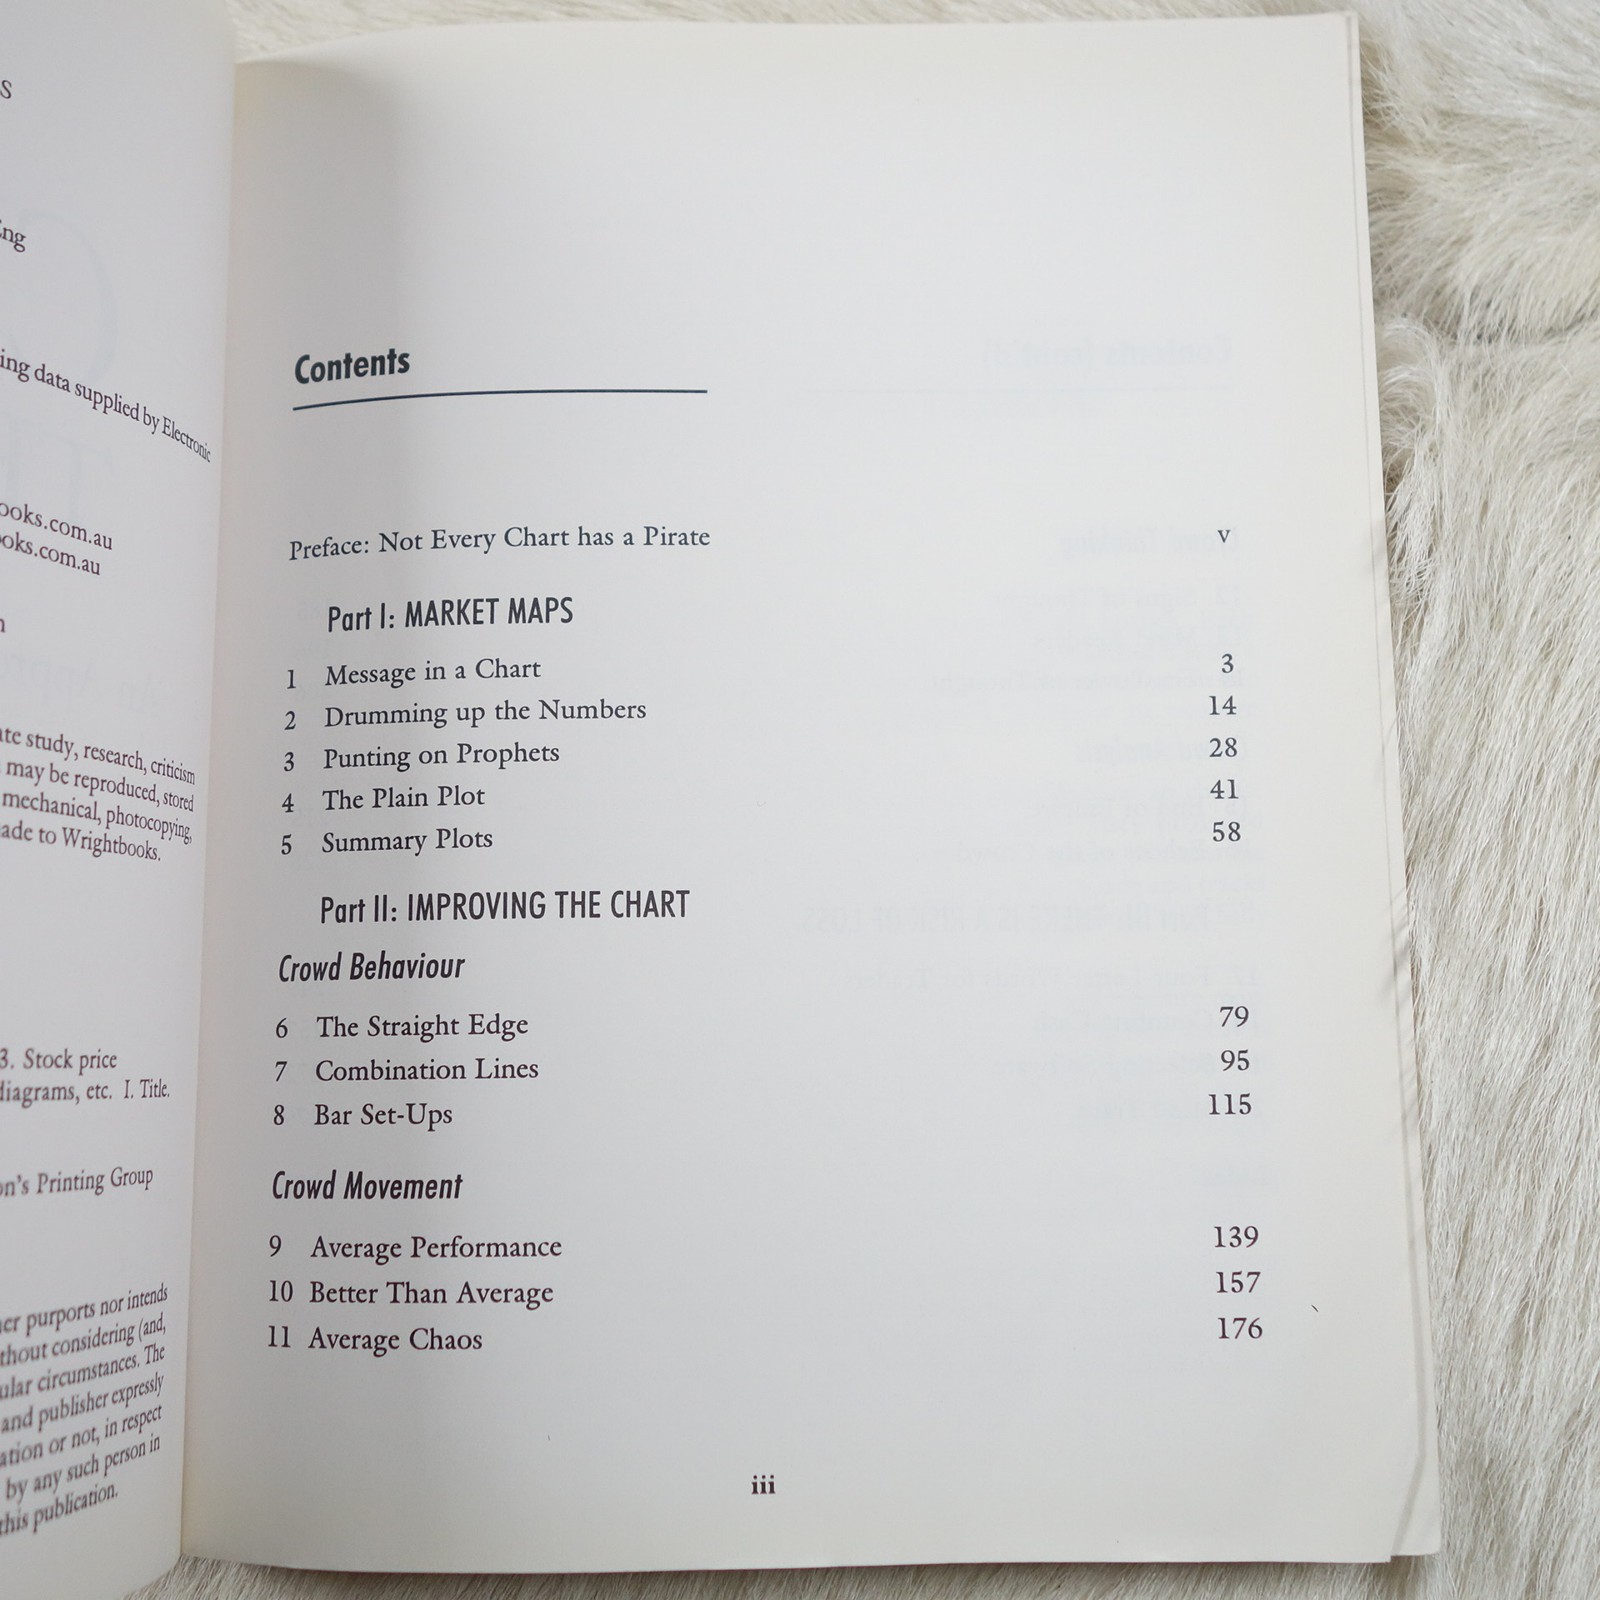 s
Eng
ing data supplied by Electronic
ooks.com.au
oks.com.au
study, research, criticism
may be reproduced, stored
mechanical, photocopying,
ade to Wrightbooks.
3. Stock price
diagrams, etc. I. Title.
on's Printing Group
purports nor intends
thout considering (and,
ular circumstances. The
and publisher expressly
ation or not, in respect
by any such person in
this publication.
Contents
Preface: Not Every Chart has a Pirate v
Part I: MARKET MAPS
1 Message in a Chart 3
2 Drumming up the Numbers 14
3 Punting on Prophets 28
4 The Plain Plot 41
5 Summary Plots 58
Part II: IMPROVING THE CHART
Crowd Behaviour
6 The Straight Edge 79
7 Combination Lines 95
8 Bar Set-Ups 115
Crowd Movement
9 Average Performance 139
10 Better Than Average 157
11 Average Chaos 176
iii